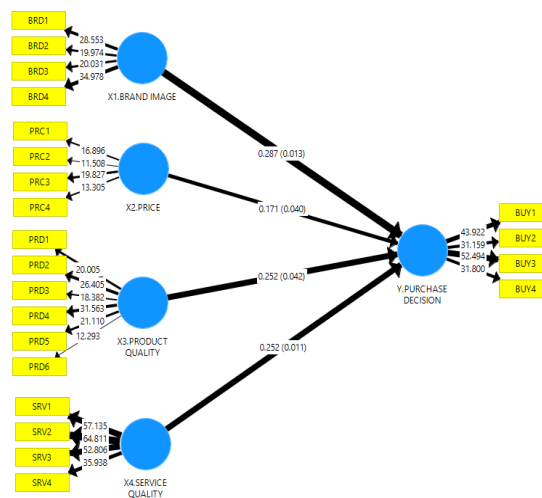 BRD1
BRD2
BRD3
BRD4
28.553
19.974
20.031
34.978
X1.BRAND IMAGE
PRC1
PRC2
PRC3
PRC4
16.896
11.508
19.827
13.305
X2.PRICE
PRD1
PRD2
PRD3
PRD4
PRD5
PRD6
20.005
26.405
18.382
31.563
21.110
12.293
X3.PRODUCT
QUALITY
SRV1
SRV2
SRV3
SRV4
57.135
64.811
52.806
35.938
X4.SERVICE
QUALITY
0.287 (0.013)
0.171 (0.040)
0.252 (0.042)
0.252 (0.011)
Y.PURCHASE
DECISION
43.922
31.159
52.494
31.800
BUY1
BUY2
BUY3
BUY4